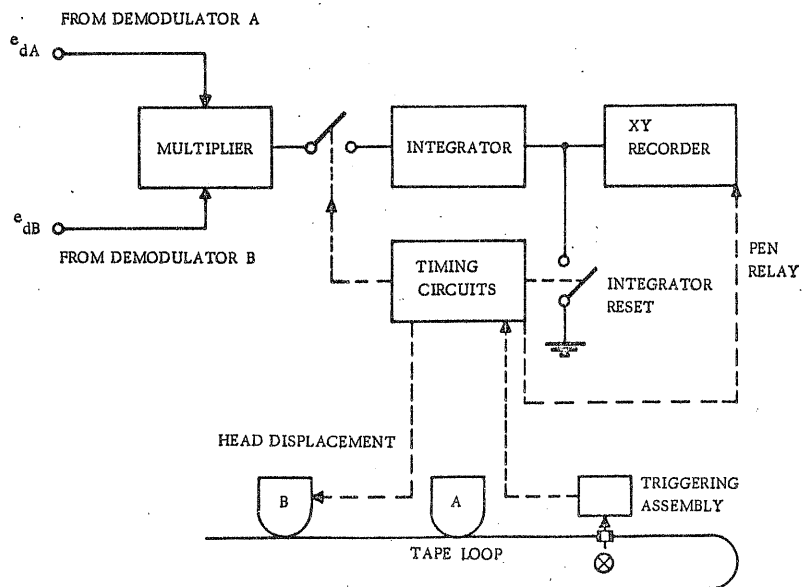 FROM DEMODULATOR A
e dA
MULTIPLIER
INTEGRATOR
XY
RECORDER
e dB
FROM DEMODULATOR B
TIMING
CIRCUITS
INTEGRATOR
RESET
PEN
RELAY
HEAD DISPLACEMENT
B
A
TRIGGERING
ASSEMBLY
TAPE LOOP